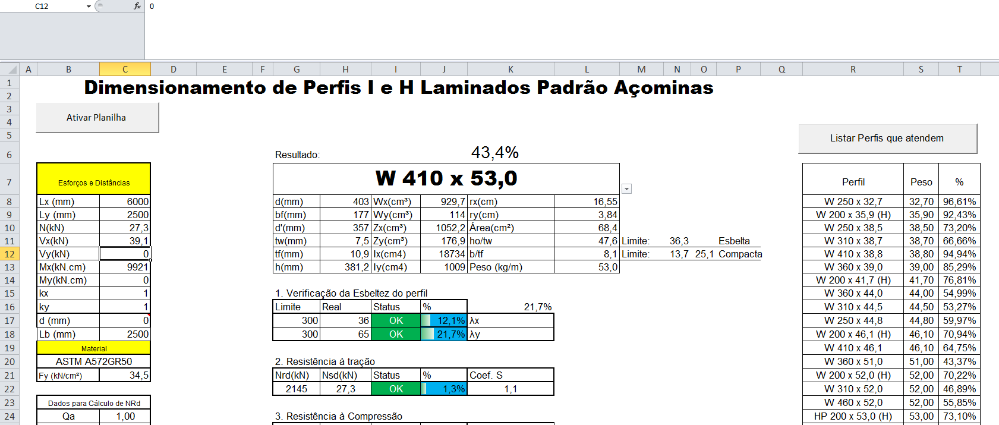 C12 fx 0
A B C D E F G H I J K L M N O P Q R S T
1 Dimensionamento de Perfis I e H Laminados Padrão Açominas
2
3
Ativar Planilha
4
5
Listar Perfis que atendem
6 Resultado: 43,4%
7 Esforços e Distâncias W 410 x 53,0 Perfil Peso %
8 Lx (mm) 6000 d(mm) 403 Wx(cm³) 929,7 rx(cm) 16,55 W 250 x 32,7 32,70 96,61%
9 Ly (mm) 2500 bf(mm) 177 Wy(cm³) 114 ry(cm) 3,84 W 200 x 35,9 (H) 35,90 92,43%
10 N(kN) 27,3 d'(mm) 357 Zx(cm³) 1052,2 Área(cm²) 68,4 W 250 x 38,5 38,50 73,20%
11 Vx(kN) 39,1 tw(mm) 7,5 Zy(cm³) 176,9 ho/tw 47,6 Limite: 36,3 Esbelta W 310 x 38,7 38,70 66,66%
12 Vy(kN) 0 tf(mm) 10,9 Ix(cm4) 18734 b/tf 8,1 Limite: 13,7 25,1 Compacta W 410 x 38,8 38,80 94,94%
13 Mx(kN.cm) 9921 h(mm) 381,2 Iy(cm4) 1009 Peso (kg/m) 53,0 W 360 x 39,0 39,00 85,29%
14 My(kN.cm) 0 W 200 x 41,7 (H) 41,70 76,81%
15 kx 1 1. Verificação da Esbeltez do perfil W 360 x 44,0 44,00 54,99%
16 ky 1 Limite Real Status % 21,7% W 310 x 44,5 44,50 53,27%
17 d (mm) 0 300 36 OK 12,1% λx W 250 x 44,8 44,80 59,97%
18 Lb (mm) 2500 300 65 OK 21,7% λy W 200 x 46,1 (H) 46,10 70,94%
19 Material W 410 x 46,1 46,10 64,75%
20 ASTM A572GR50 2. Resistência à tração W 360 x 51,0 51,00 43,37%
21 Fy (kN/cm²) 34,5 Nrd(kN) Nsd(kN) Status % Coef. S W 200 x 52,0 (H) 52,00 70,22%
22 2145 27,3 OK 1,3% 1,1 W 310 x 52,0 52,00 46,89%
23 Dados para Cálculo de NRd W 460 x 52,0 52,00 55,85%
24 Qa 1,00 3. Resistência à Compressão HP 200 x 53,0 (H) 53,00 73,10%